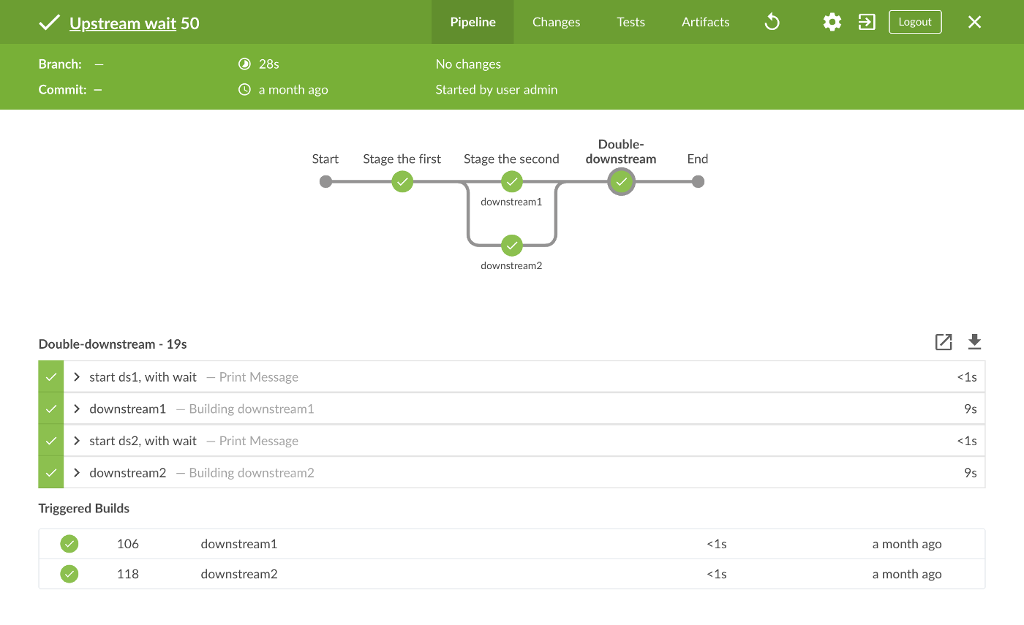 Upstream wait 50
Pipeline
Changes
Tests
Artifacts
Logout
Branch: —
28s
No changes
Commit: —
a month ago
Started by user admin
Start
Stage the first
Stage the second
Double-
downstream
End
downstream1
downstream2
Double-downstream - 19s
start ds1, with wait — Print Message <1s
downstream1 — Building downstream1 9s
start ds2, with wait — Print Message <1s
downstream2 — Building downstream2 9s
Triggered Builds
106 downstream1 <1s a month ago
118 downstream2 <1s a month ago